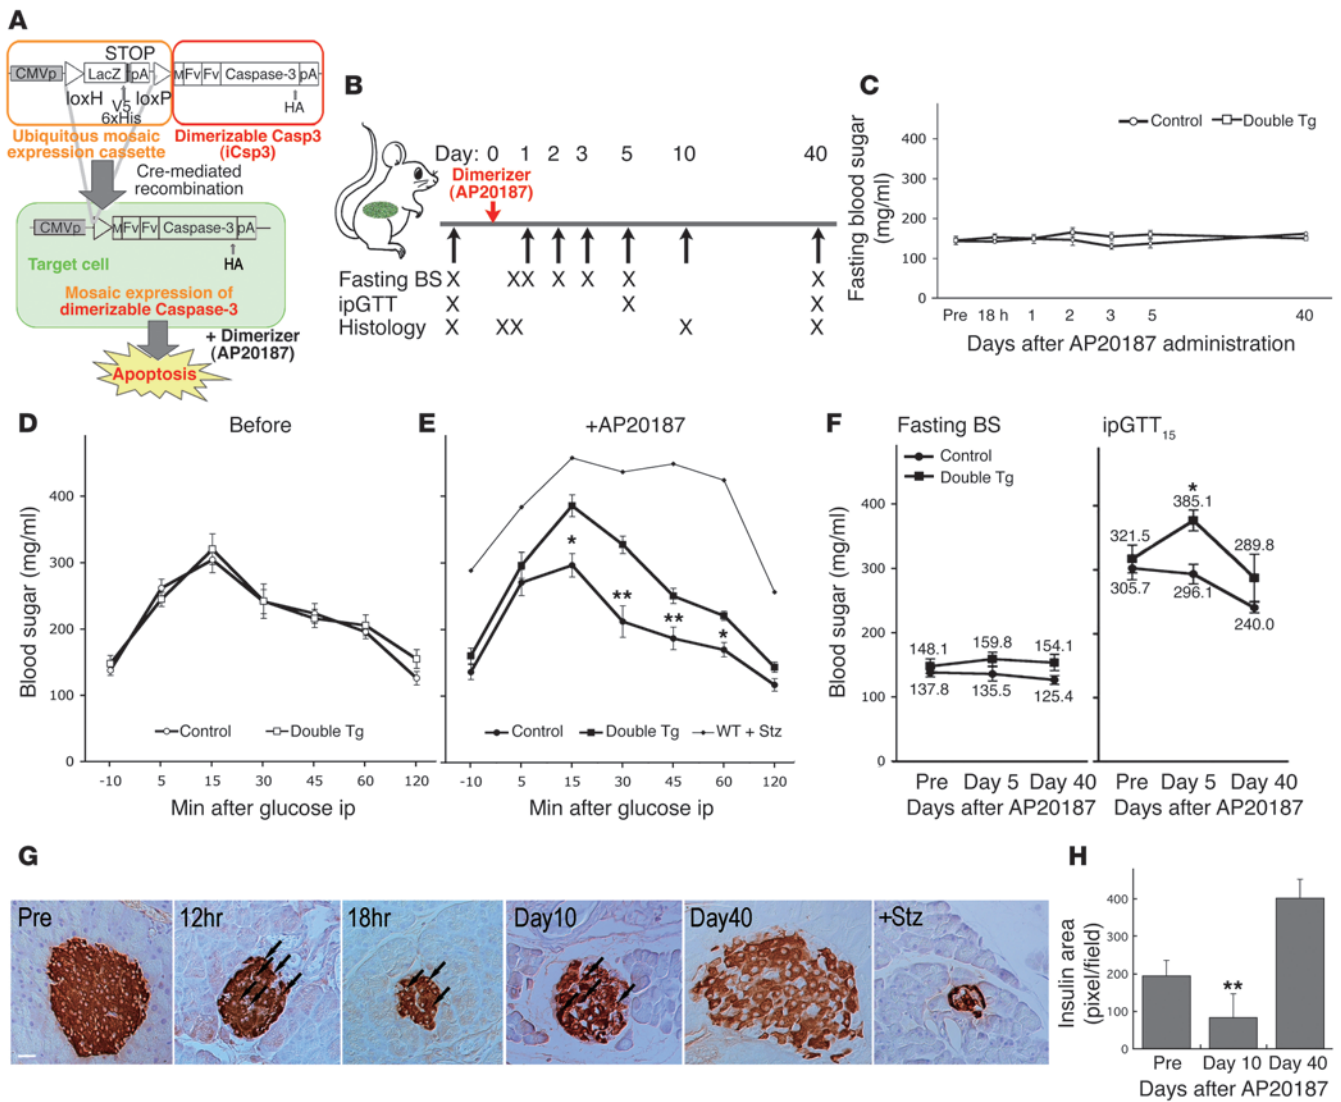 A
STOP
CMVp
LacZ
pA
M Fv Fv Caspase-3 pA
loxH
V5
loxP
6xHis
HA
Ubiquitous mosaic
expression cassette
Dimerizable Casp3
(iCsp3)
Cre-mediated
recombination
CMVp
M Fv Fv Caspase-3 pA
HA
Target cell
Mosaic expression of
dimerizable Caspase-3
+ Dimerizer
(AP20187)
Apoptosis
B
Day: 0 1 2 3 5 10 40
Dimerizer
(AP20187)
Fasting BS X XX X X X X
ipGTT X X X
Histology X XX X X
C
Control Double Tg
Fasting blood sugar
(mg/ml)
400
300
200
100
0
Pre 18 h 1 2 3 5 40
Days after AP20187 administration
D
Before
Blood sugar (mg/ml)
400
300
200
100
0
Control Double Tg
-10 5 15 30 45 60 120
Min after glucose ip
E
+AP20187
*
**
**
*
Control Double Tg WT + Stz
-10 5 15 30 45 60 120
Min after glucose ip
F
Fasting BS
Control
Double Tg
Blood sugar (mg/ml)
400
300
200
100
0
148.1 159.8 154.1
137.8 135.5 125.4
Pre Day 5 Day 40
Days after AP20187
ipGTT15
*
385.1
321.5
289.8
305.7
296.1
240.0
Pre Day 5 Day 40
Days after AP20187
G
Pre
12hr
18hr
Day10
Day40
+Stz
H
Insulin area
(pixel/field)
400
300
200
100
0
**
Pre Day 10 Day 40
Days after AP20187